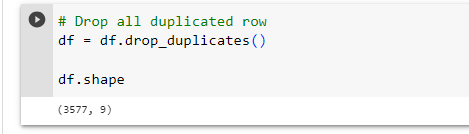 # Drop all duplicated row
df = df.drop_duplicates()
df.shape
(3577, 9)